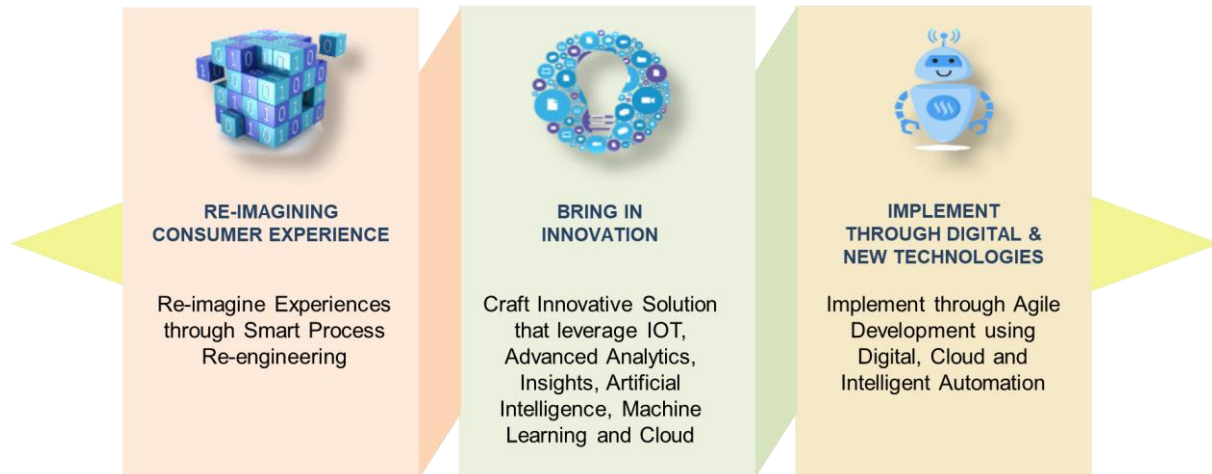 RE-IMAGINING
CONSUMER EXPERIENCE
Re-imagine Experiences
through Smart Process
Re-engineering
BRING IN
INNOVATION
Craft Innovative Solution
that leverage IOT,
Advanced Analytics,
Insights, Artificial
Intelligence, Machine
Learning and Cloud
IMPLEMENT
THROUGH DIGITAL &
NEW TECHNOLOGIES
Implement through Agile
Development using
Digital, Cloud and
Intelligent Automation